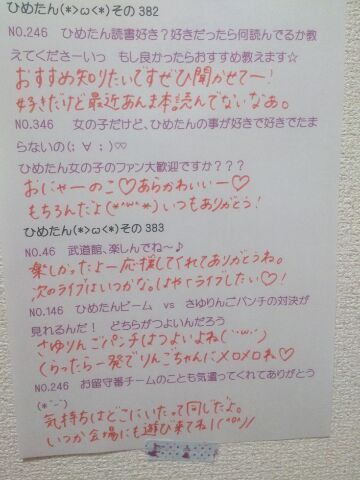 ひめたん(*>ω<*)その 382
NO.246　ひめたん読書好き？好きだったら何読んでるか教
えてくださーいっ　もし良かったらおすすめ教えます☆
おすすめ知りたいですぜひ聞かせてー！
好きだけど最近あんま本読んでないなぁ。
NO.346　女の子だけど、ひめたんの事が好きで好きでたま
らないの(； ∀ ；)♡♡
ひめたん女の子のファン大歓迎ですか？？？
おじゃーのこ♡あらかわいいー♡
もちろんだよ(*'ω'*)いつもありがとう！
ひめたん(*>ω<*)その 383
NO.46　武道館、楽しんでね～♪
楽しかったよー応援してくれてありがとうね。
次のライブはいつかな。はやくライブしたい♡！
NO.146　ひめたんビーム　vs　さゆりんごパンチの対決が
見れるんだ！　どちらがつよいんだろう
さゆりんごパンチはつよいよね(´･ω･`)
くらったら一発でりんごちゃんにメロメロね♡
NO.246　お留守番チームのことも気遣ってくれてありがとう
(*´-`)
気持ちはどこにいたって同じだよ。
いつか会場にも遊び来てね！(^o^)/